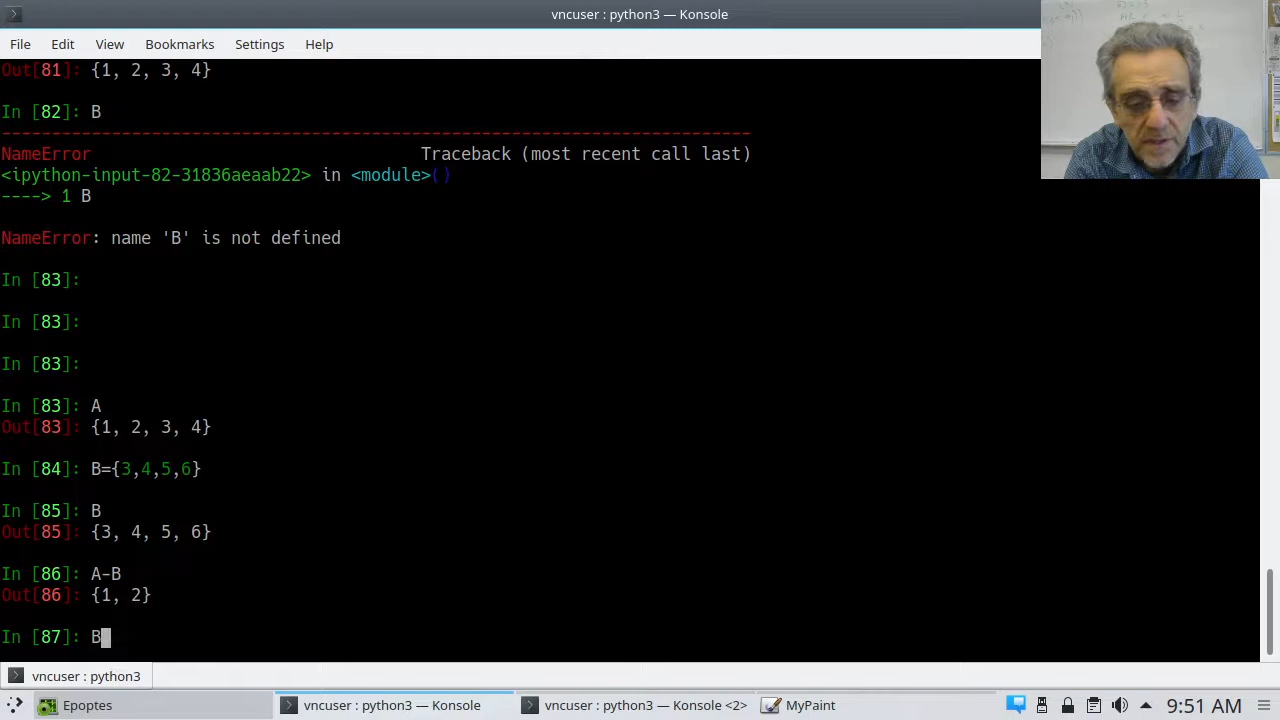 vncuser : python3 — Konsole
File Edit View Bookmarks Settings Help
Out[81]: {1, 2, 3, 4}
In [82]: B
---------------------------------------------------------------------------
NameError Traceback (most recent call last)
<ipython-input-82-31836aeaab22> in <module>()
----> 1 B
NameError: name 'B' is not defined
In [83]:
In [83]:
In [83]:
In [83]: A
Out[83]: {1, 2, 3, 4}
In [84]: B={3,4,5,6}
In [85]: B
Out[85]: {3, 4, 5, 6}
In [86]: A-B
Out[86]: {1, 2}
In [87]: B
vncuser : python3
Epoptes vncuser : python3 — Konsole vncuser : python3 — Konsole <2> MyPaint 9:51 AM